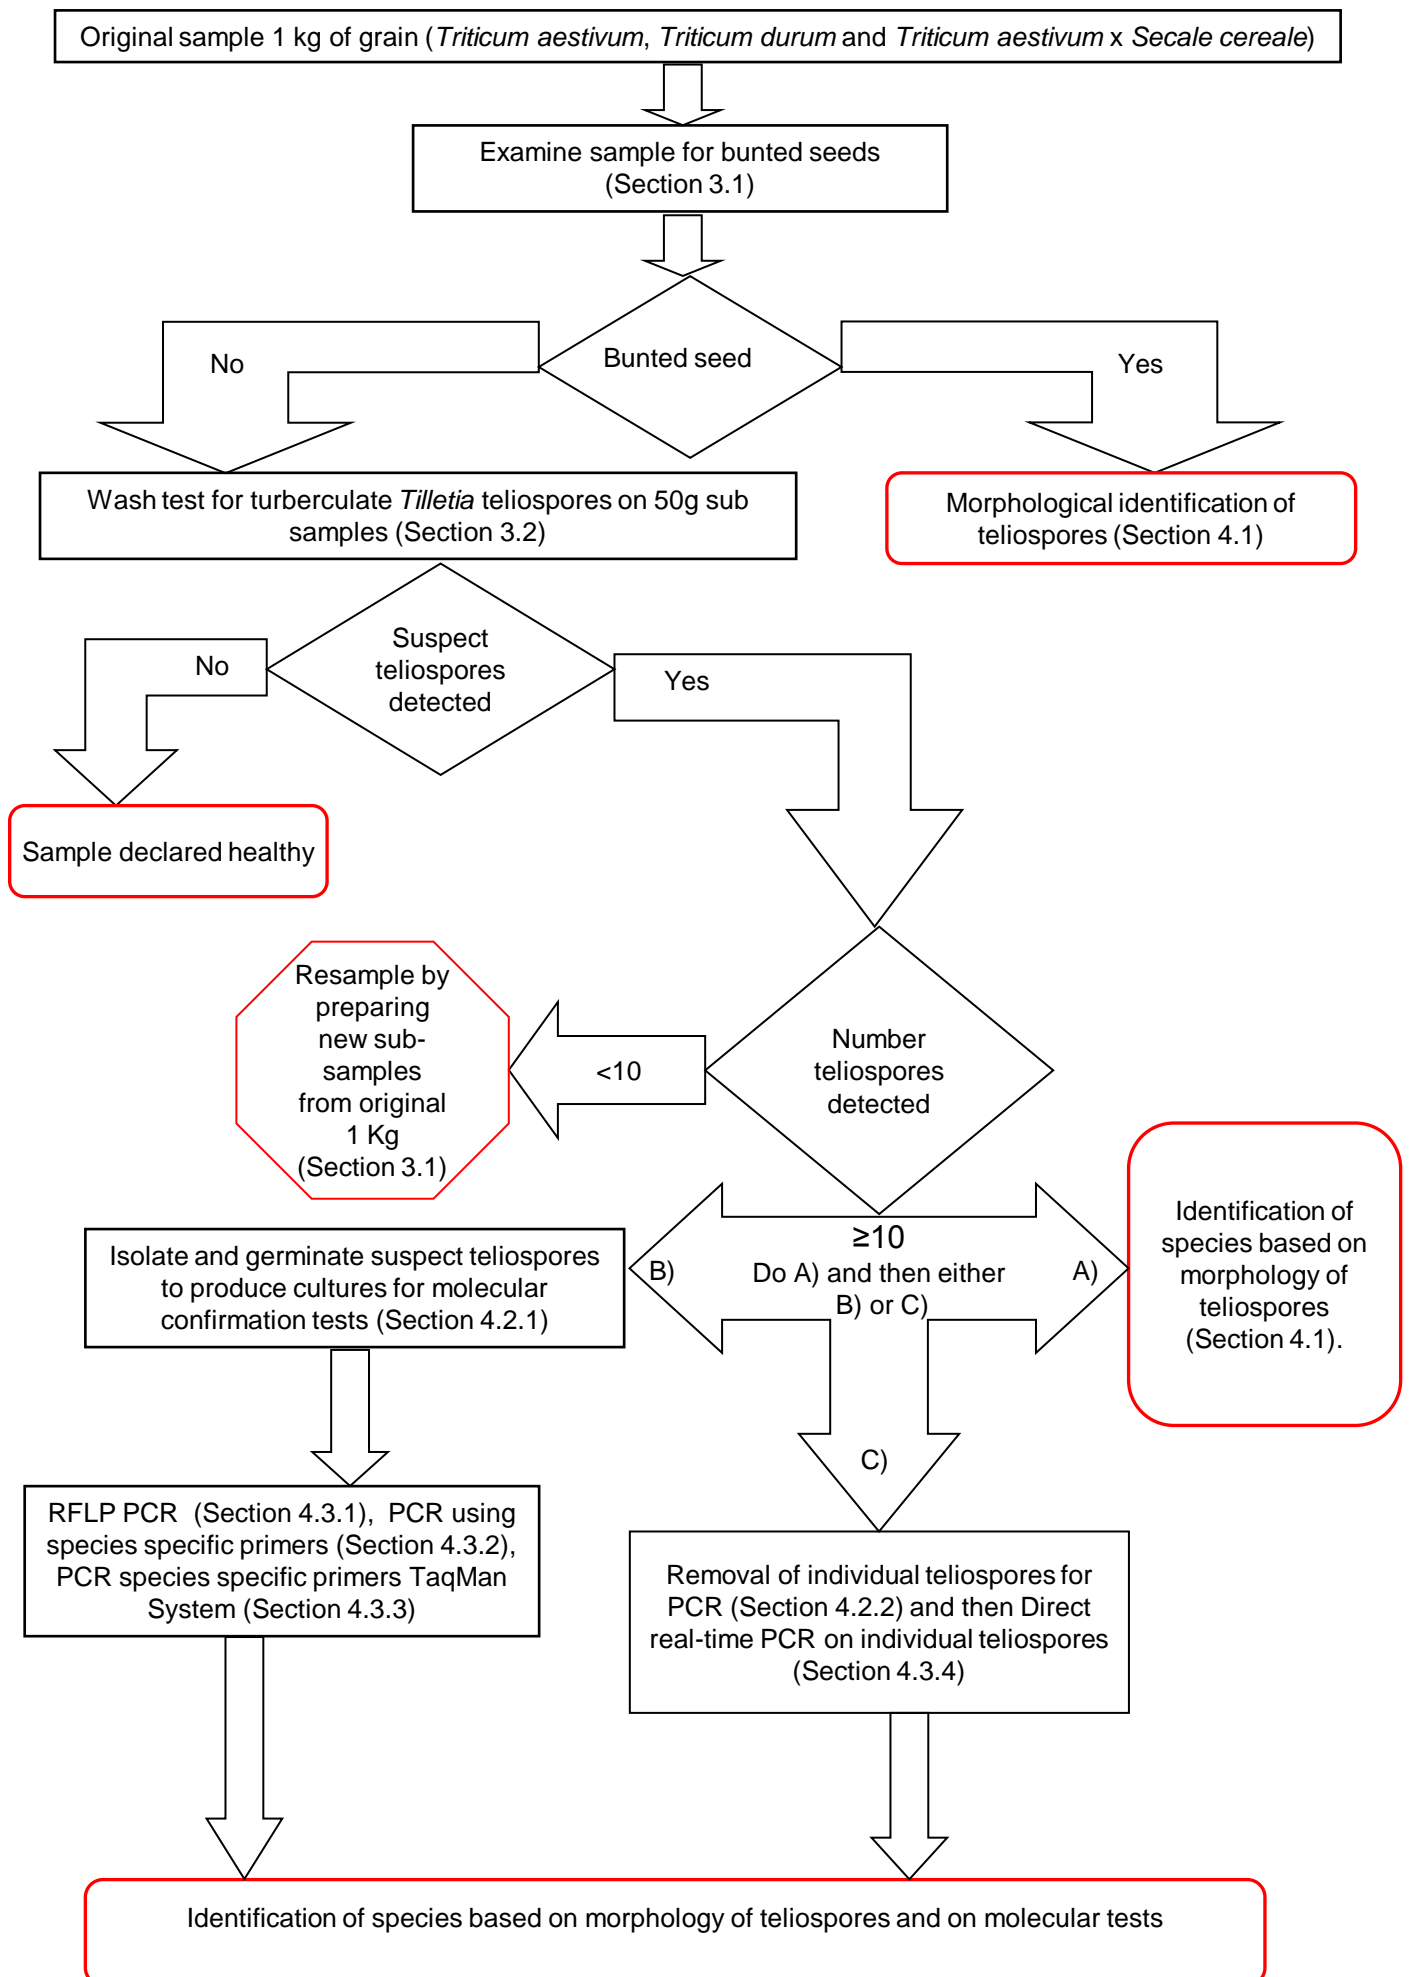 Original sample 1 kg of grain (Triticum aestivum, Triticum durum and Triticum aestivum x Secale cereale)
Examine sample for bunted seeds
(Section 3.1)
Bunted seed
No
Yes
Wash test for turberculate Tilletia teliospores on 50g sub
samples (Section 3.2)
Morphological identification of
teliospores (Section 4.1)
Suspect
teliospores
detected
No
Yes
Sample declared healthy
Number
teliospores
detected
<10
Resample by
preparing
new sub-
samples
from original
1 Kg
(Section 3.1)
≥10
Do A) and then either
B) or C)
A)
B)
C)
Identification of
species based on
morphology of
teliospores
(Section 4.1).
Isolate and germinate suspect teliospores
to produce cultures for molecular
confirmation tests (Section 4.2.1)
RFLP PCR (Section 4.3.1), PCR using
species specific primers (Section 4.3.2),
PCR species specific primers TaqMan
System (Section 4.3.3)
Removal of individual teliospores for
PCR (Section 4.2.2) and then Direct
real-time PCR on individual teliospores
(Section 4.3.4)
Identification of species based on morphology of teliospores and on molecular tests